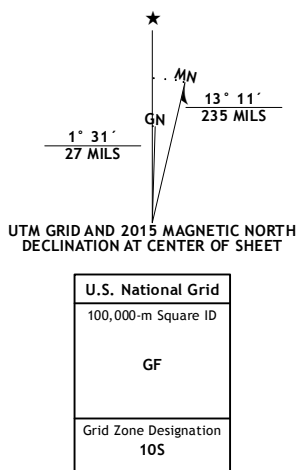 ★
MN
GN
13° 11´
235 MILS
1° 31´
27 MILS
UTM GRID AND 2015 MAGNETIC NORTH
DECLINATION AT CENTER OF SHEET
U.S. National Grid
100,000-m Square ID
GF
Grid Zone Designation
10S